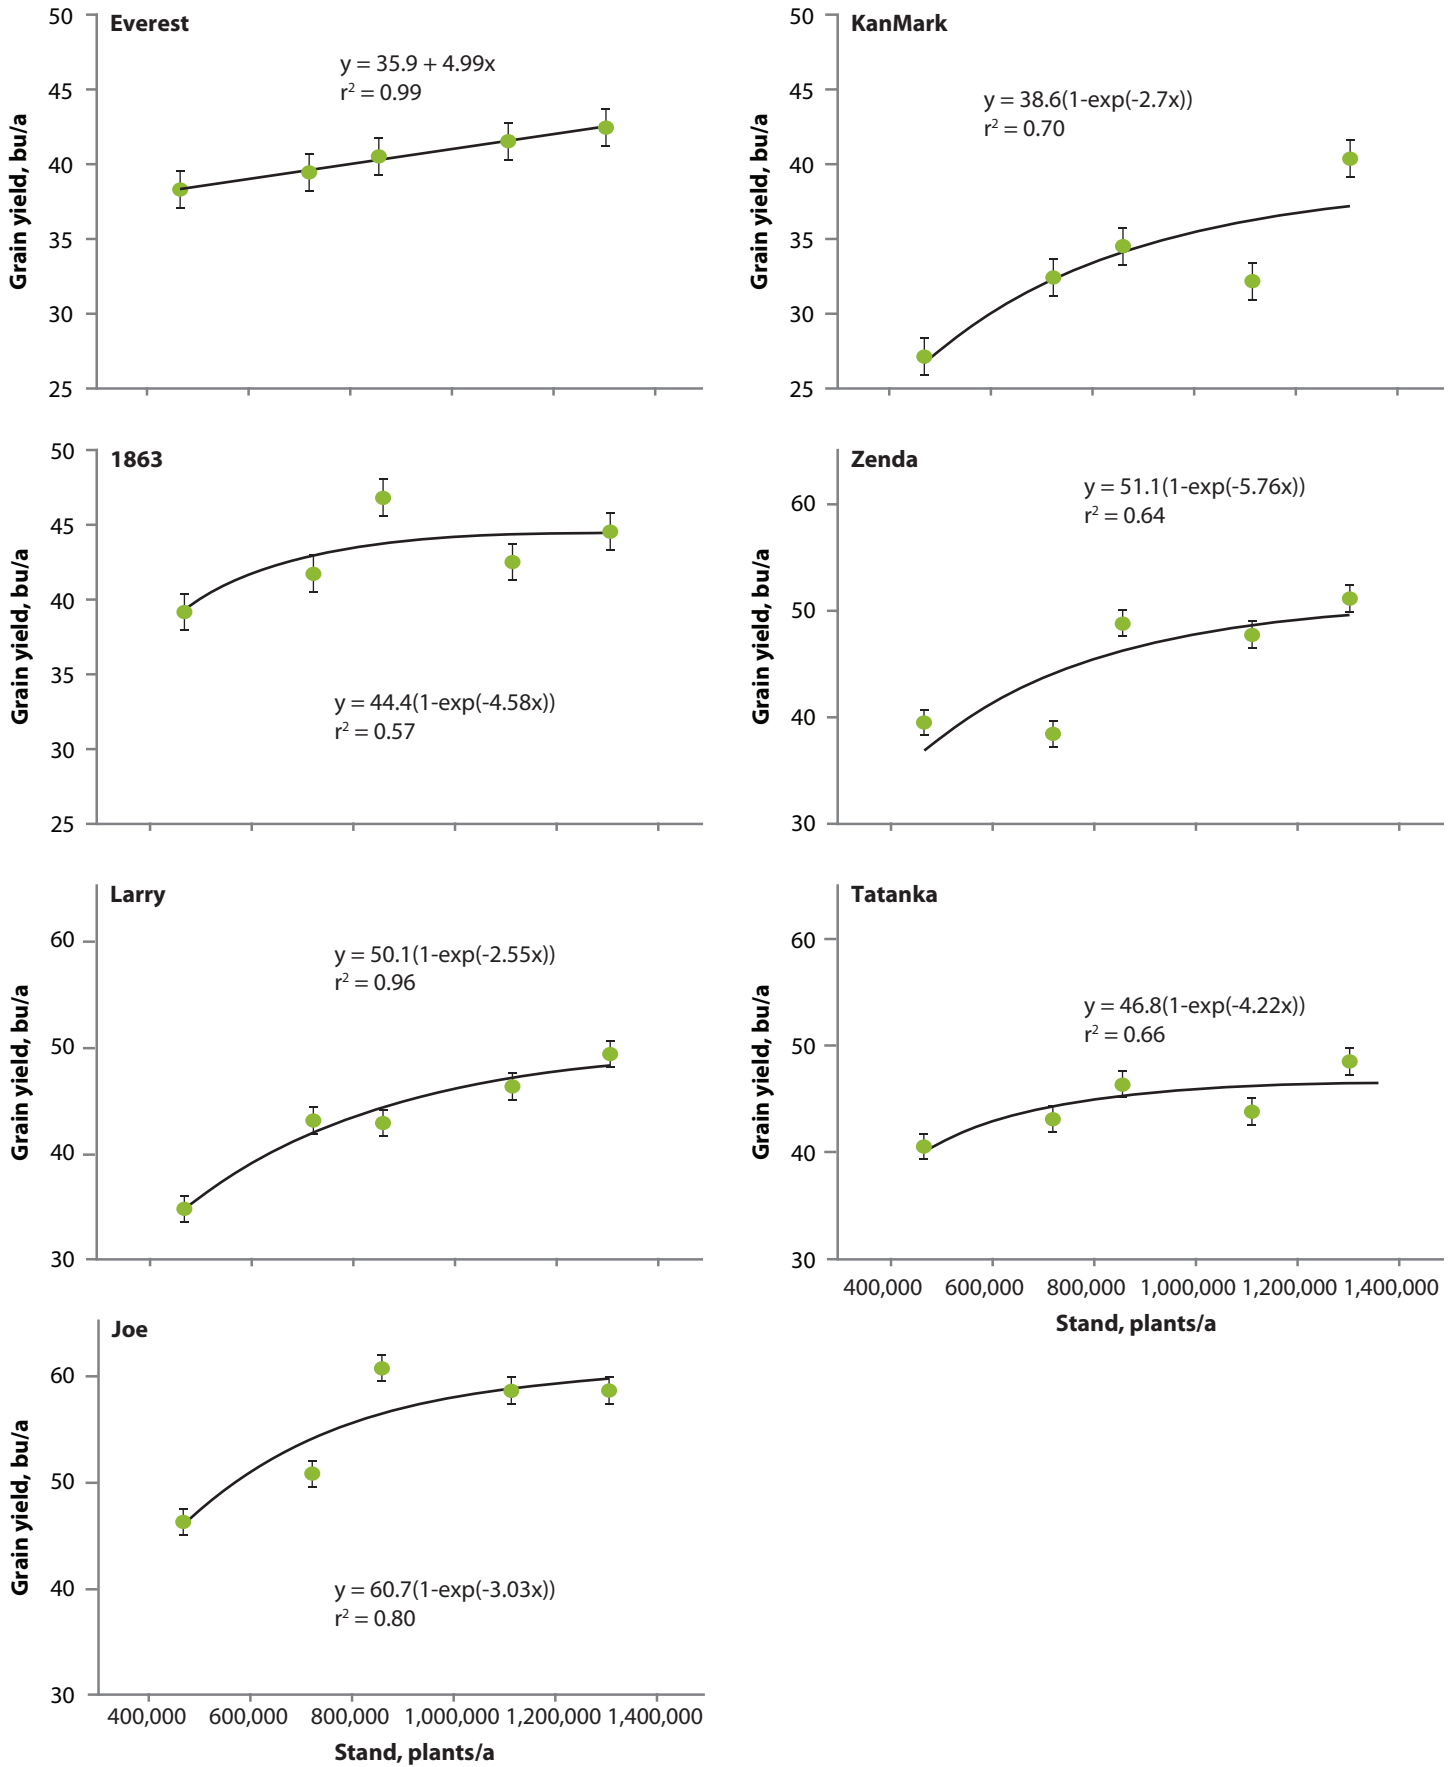 Everest
y = 35.9 + 4.99x
r² = 0.99
50
45
40
35
30
25
Grain yield, bu/a
KanMark
y = 38.6(1-exp(-2.7x))
r² = 0.70
50
45
40
35
30
25
Grain yield, bu/a
1863
y = 44.4(1-exp(-4.58x))
r² = 0.57
50
45
40
35
30
25
Grain yield, bu/a
Zenda
y = 51.1(1-exp(-5.76x))
r² = 0.64
60
50
40
30
Grain yield, bu/a
Larry
y = 50.1(1-exp(-2.55x))
r² = 0.96
60
50
40
30
Grain yield, bu/a
Tatanka
y = 46.8(1-exp(-4.22x))
r² = 0.66
60
50
40
30
Grain yield, bu/a
400,000 600,000 800,000 1,000,000 1,200,000 1,400,000
Stand, plants/a
Joe
y = 60.7(1-exp(-3.03x))
r² = 0.80
60
50
40
30
Grain yield, bu/a
400,000 600,000 800,000 1,000,000 1,200,000 1,400,000
Stand, plants/a